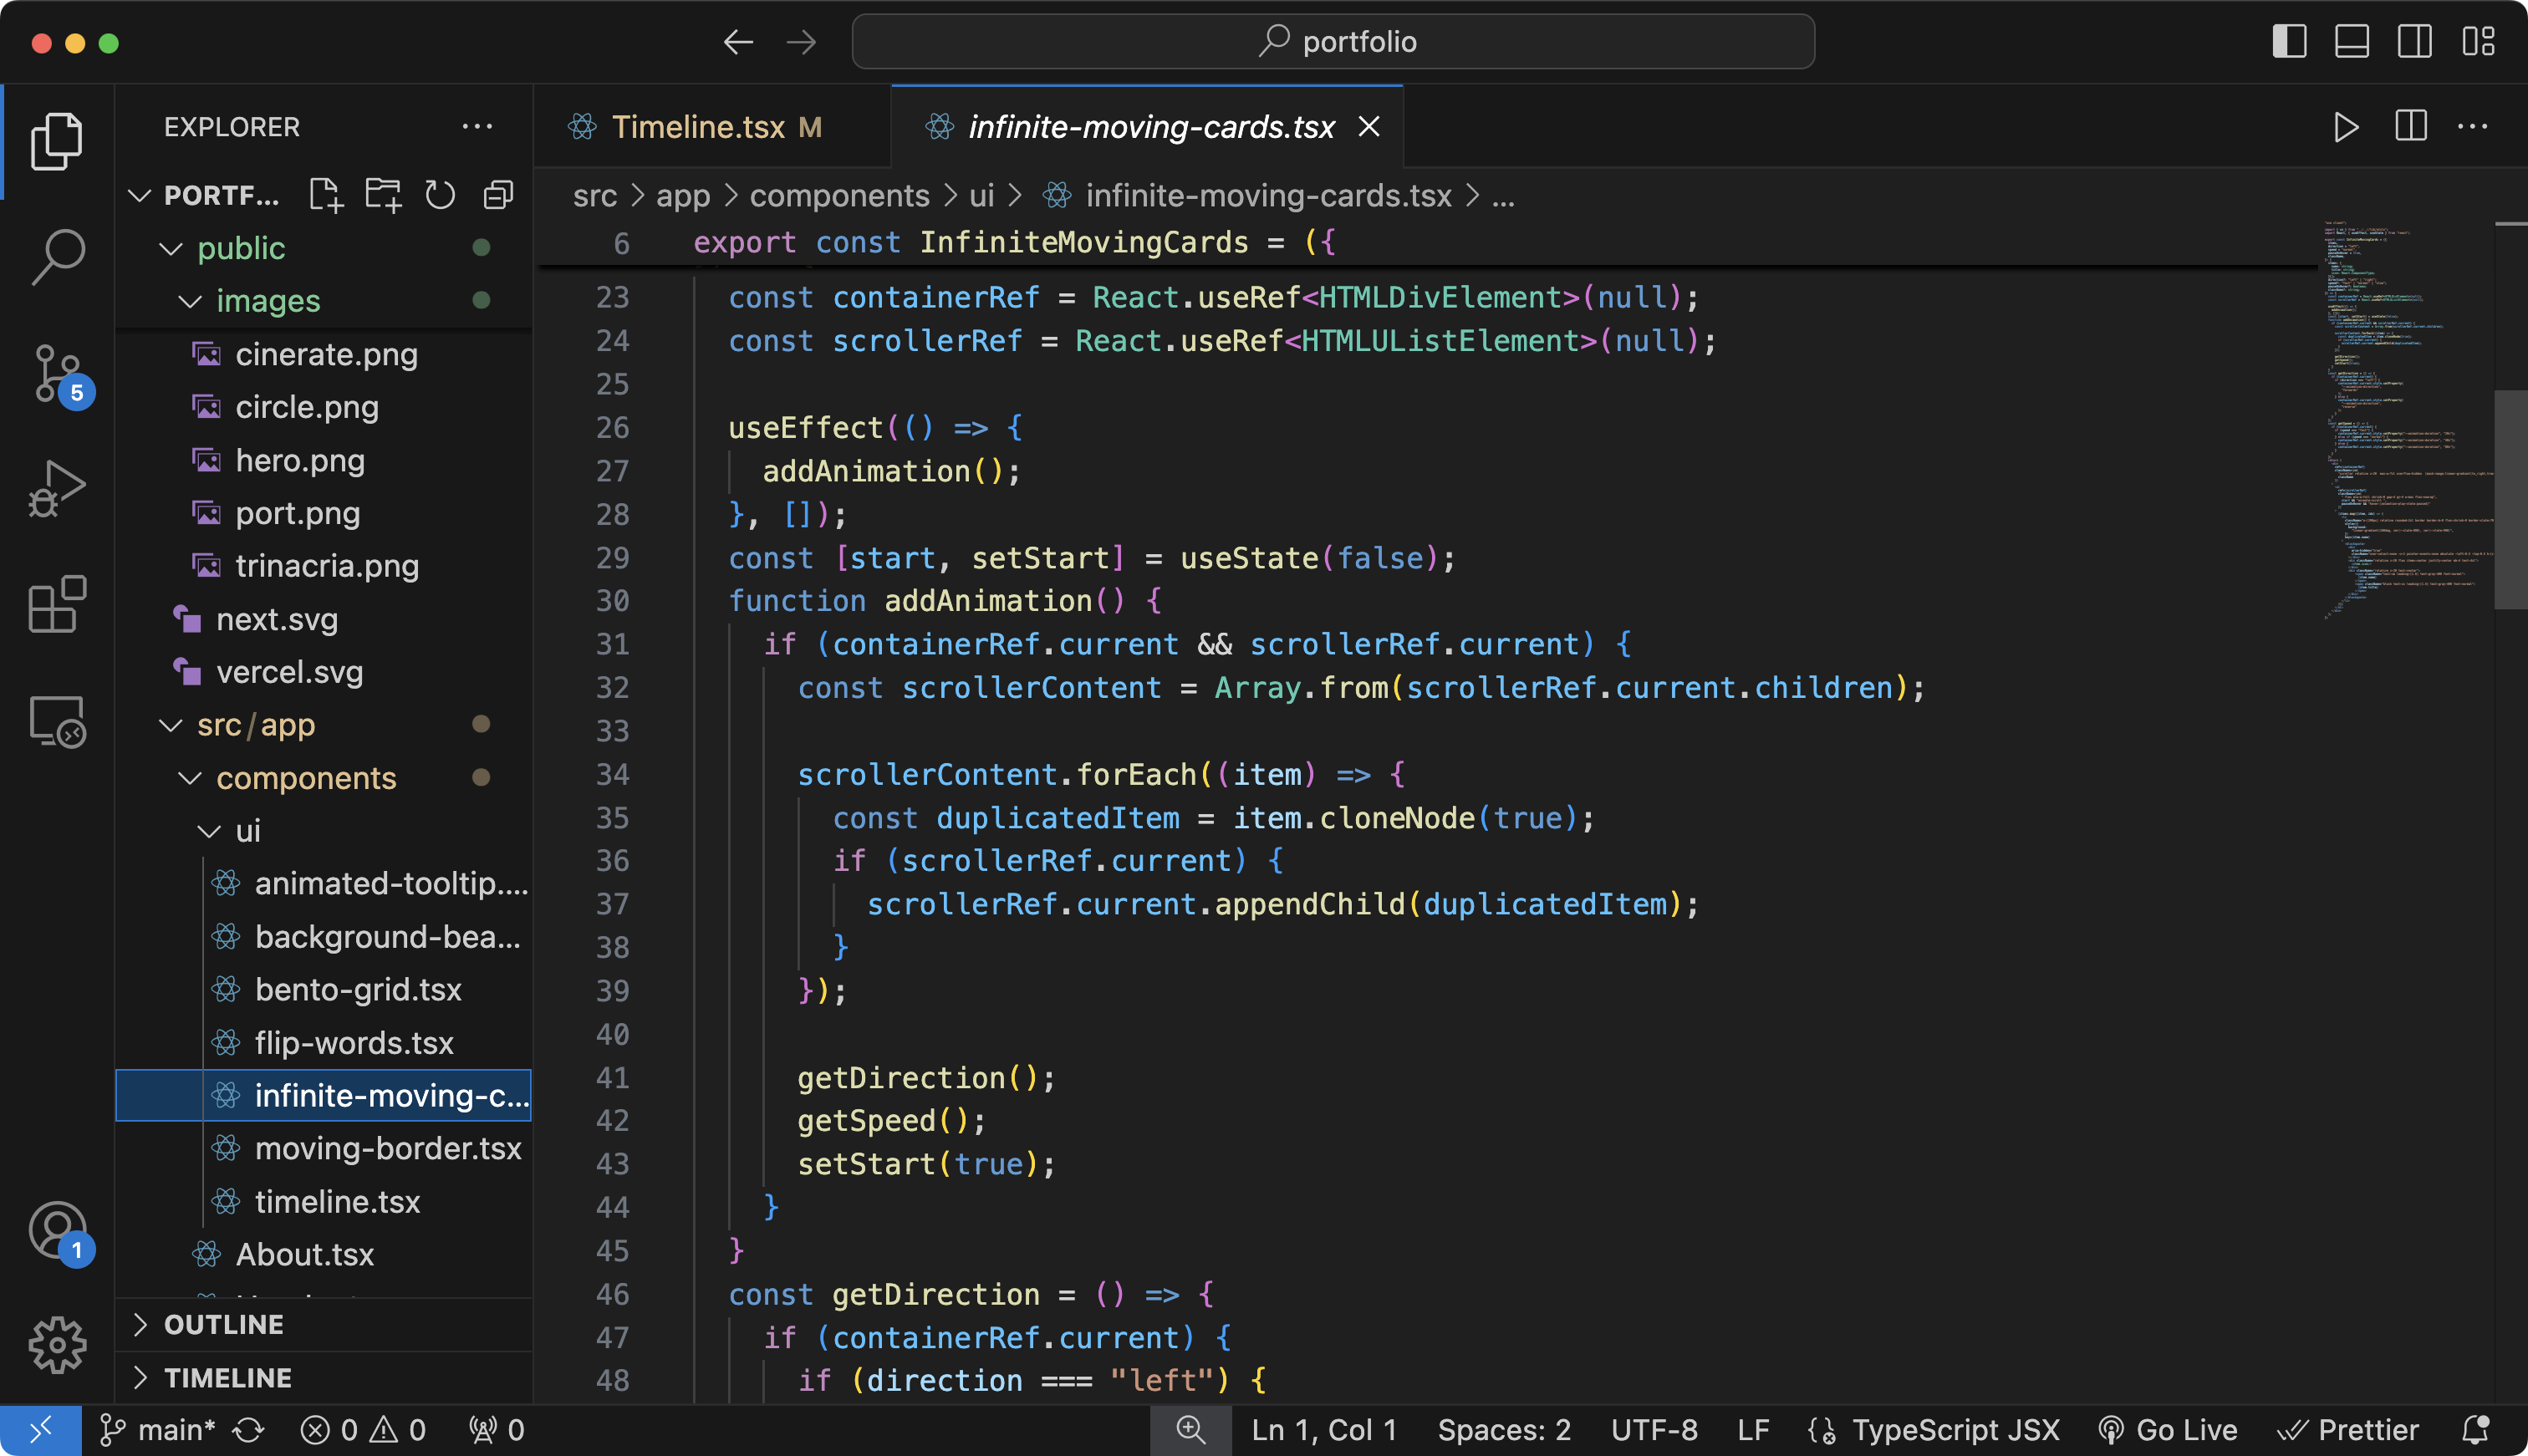 portfolio
EXPLORER
PORTF...
public
images
cinerate.png
circle.png
hero.png
port.png
trinacria.png
next.svg
vercel.svg
src/app
components
ui
animated-tooltip....
background-bea...
bento-grid.tsx
flip-words.tsx
infinite-moving-c...
moving-border.tsx
timeline.tsx
About.tsx
OUTLINE
TIMELINE
5
1
Timeline.tsx M
infinite-moving-cards.tsx
src > app > components > ui > infinite-moving-cards.tsx > ...
6 export const InfiniteMovingCards = ({
23 const containerRef = React.useRef<HTMLDivElement>(null);
24 const scrollerRef = React.useRef<HTMLUListElement>(null);
25
26 useEffect(() => {
27 addAnimation();
28 }, []);
29 const [start, setStart] = useState(false);
30 function addAnimation() {
31 if (containerRef.current && scrollerRef.current) {
32 const scrollerContent = Array.from(scrollerRef.current.children);
33
34 scrollerContent.forEach((item) => {
35 const duplicatedItem = item.cloneNode(true);
36 if (scrollerRef.current) {
37 scrollerRef.current.appendChild(duplicatedItem);
38 }
39 });
40
41 getDirection();
42 getSpeed();
43 setStart(true);
44 }
45 }
46 const getDirection = () => {
47 if (containerRef.current) {
48 if (direction === "left") {
main* 0 0 0 Ln 1, Col 1 Spaces: 2 UTF-8 LF TypeScript JSX Go Live Prettier